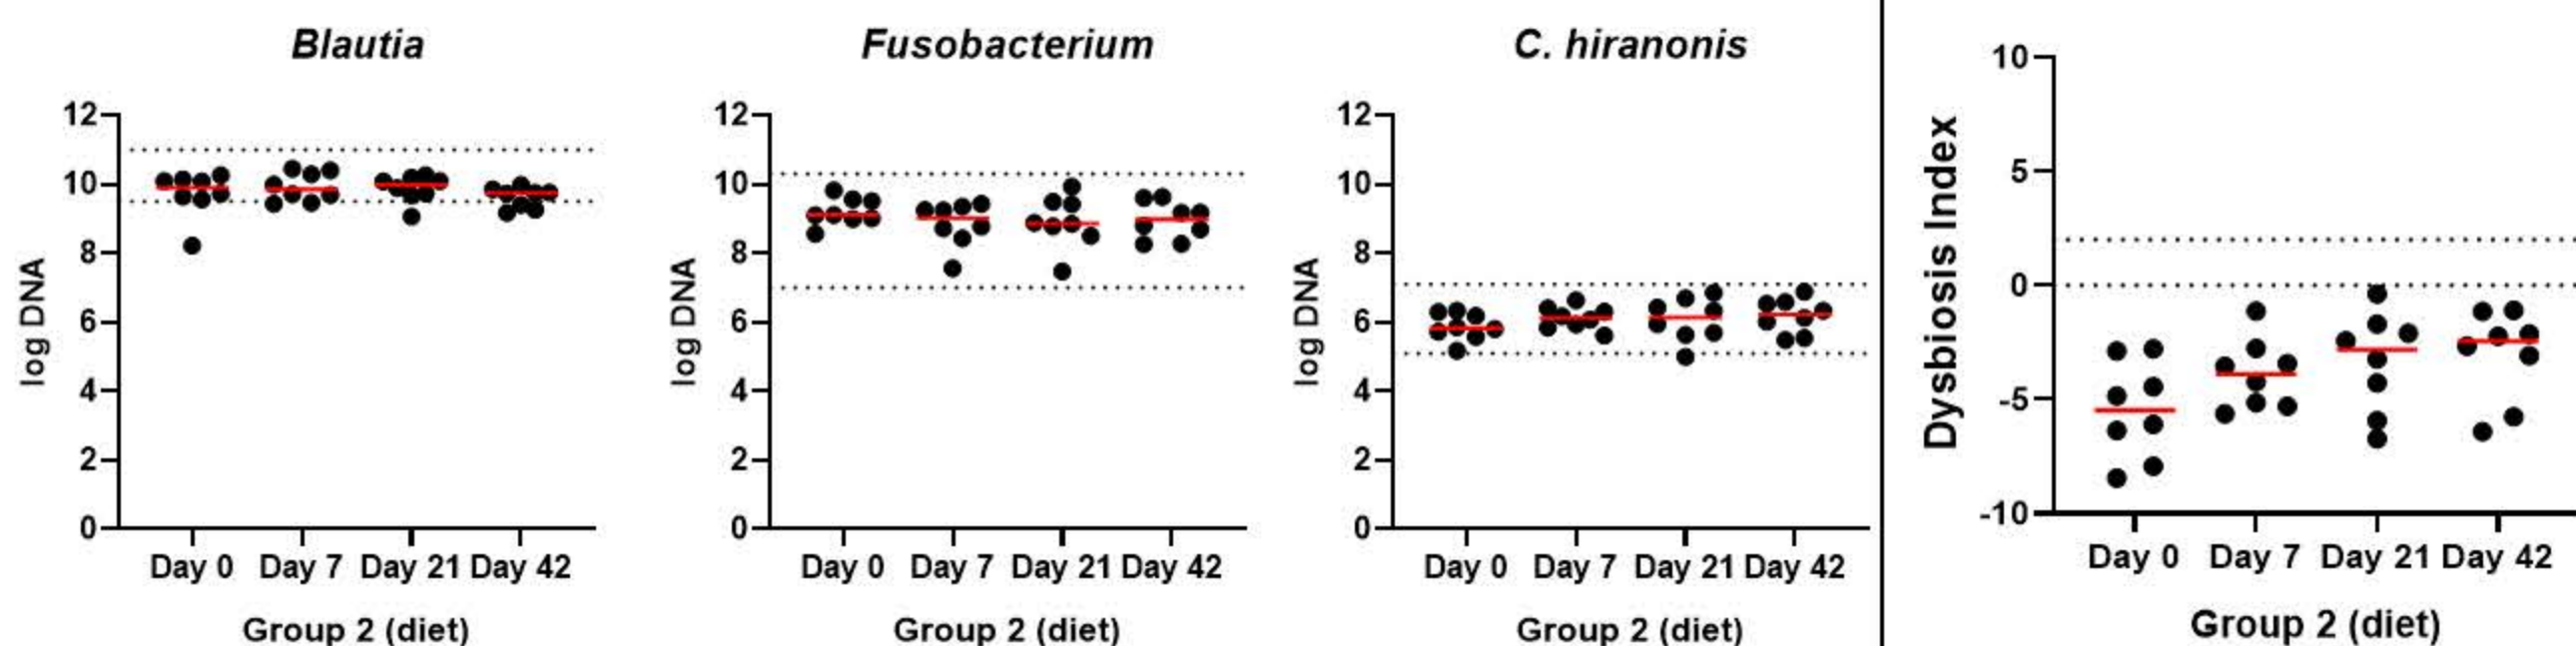 Blautia
12
10
8
6
4
2
0
log DNA
Day 0 Day 7 Day 21 Day 42
Group 2 (diet)
Fusobacterium
12
10
8
6
4
2
0
log DNA
Day 0 Day 7 Day 21 Day 42
Group 2 (diet)
C. hiranonis
12
10
8
6
4
2
0
log DNA
Day 0 Day 7 Day 21 Day 42
Group 2 (diet)
10
5
0
-5
-10
Dysbiosis Index
Day 0 Day 7 Day 21 Day 42
Group 2 (diet)